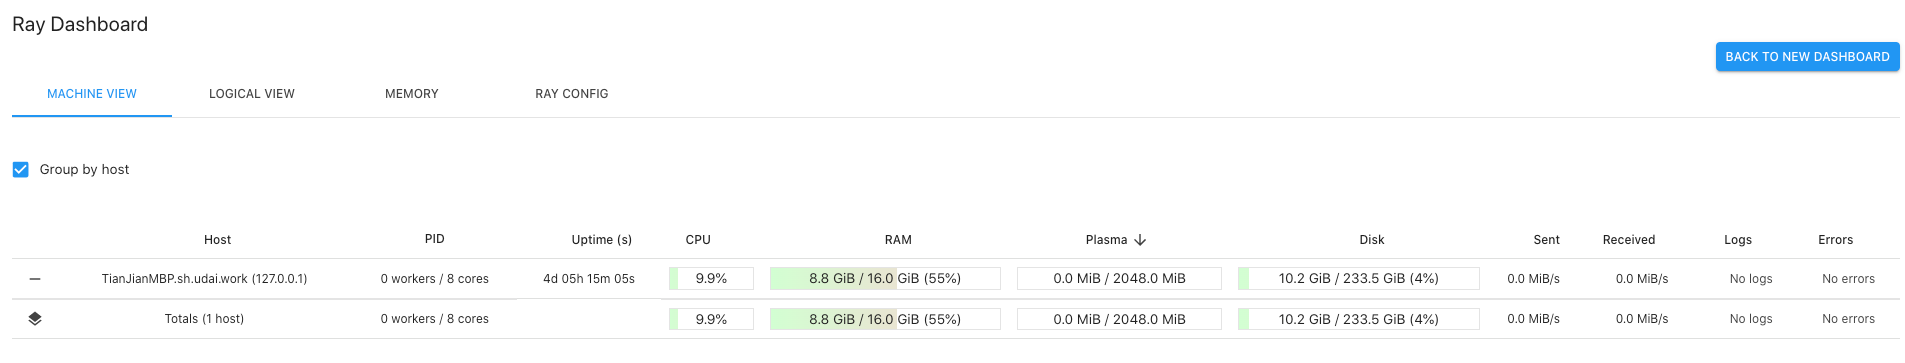 Ray Dashboard
BACK TO NEW DASHBOARD
MACHINE VIEW LOGICAL VIEW MEMORY RAY CONFIG
Group by host
Host PID Uptime (s) CPU RAM Plasma Disk Sent Received Logs Errors
TianJianMBP.sh.udai.work (127.0.0.1) 0 workers / 8 cores 4d 05h 15m 05s 9.9% 8.8 GiB / 16.0 GiB (55%) 0.0 MiB / 2048.0 MiB 10.2 GiB / 233.5 GiB (4%) 0.0 MiB/s 0.0 MiB/s No logs No errors
Totals (1 host) 0 workers / 8 cores 9.9% 8.8 GiB / 16.0 GiB (55%) 0.0 MiB / 2048.0 MiB 10.2 GiB / 233.5 GiB (4%) 0.0 MiB/s 0.0 MiB/s No logs No errors